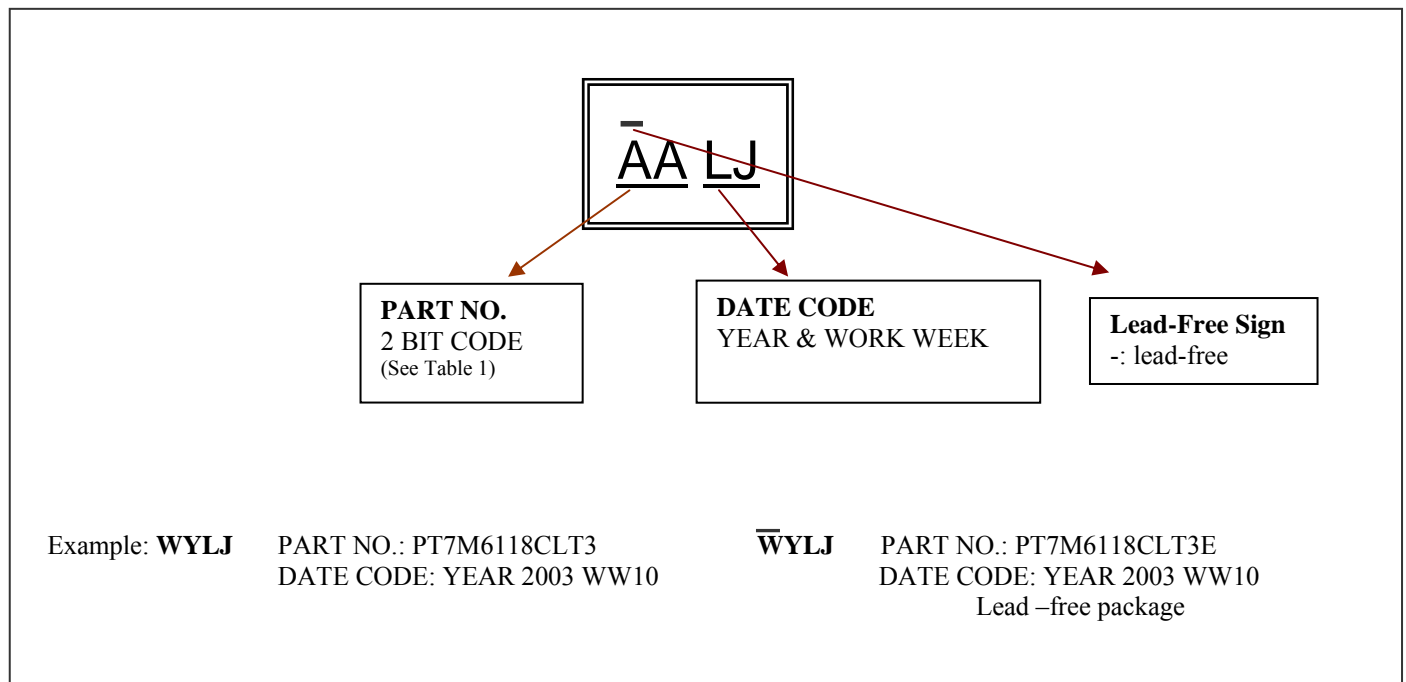 A̅A LJ
PART NO.
2 BIT CODE
(See Table 1)
DATE CODE
YEAR & WORK WEEK
Lead-Free Sign
-: lead-free
Example: WYLJ PART NO.: PT7M6118CLT3
DATE CODE: YEAR 2003 WW10
W̅YLJ PART NO.: PT7M6118CLT3E
DATE CODE: YEAR 2003 WW10
Lead –free package